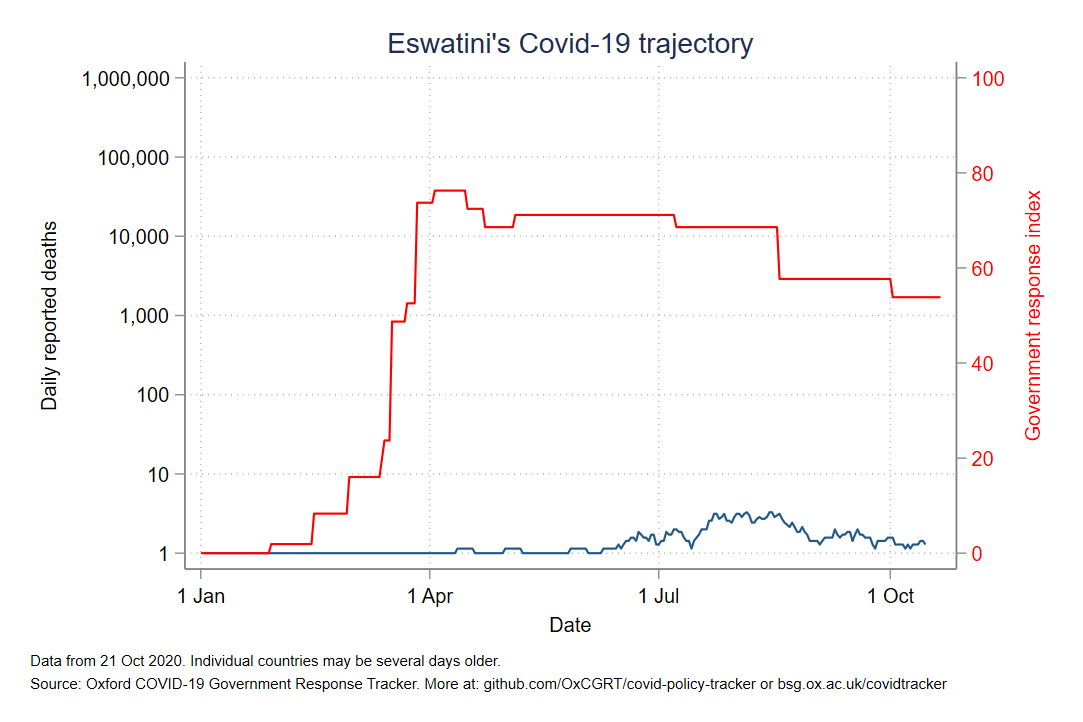 Eswatini's Covid-19 trajectory
1,000,000
100,000
10,000
1,000
100
10
1
Daily reported deaths
100
80
60
40
20
0
Government response index
1 Jan
1 Apr
1 Jul
1 Oct
Date
Data from 21 Oct 2020. Individual countries may be several days older.
Source: Oxford COVID-19 Government Response Tracker. More at: github.com/OxCGRT/covid-policy-tracker or bsg.ox.ac.uk/covidtracker